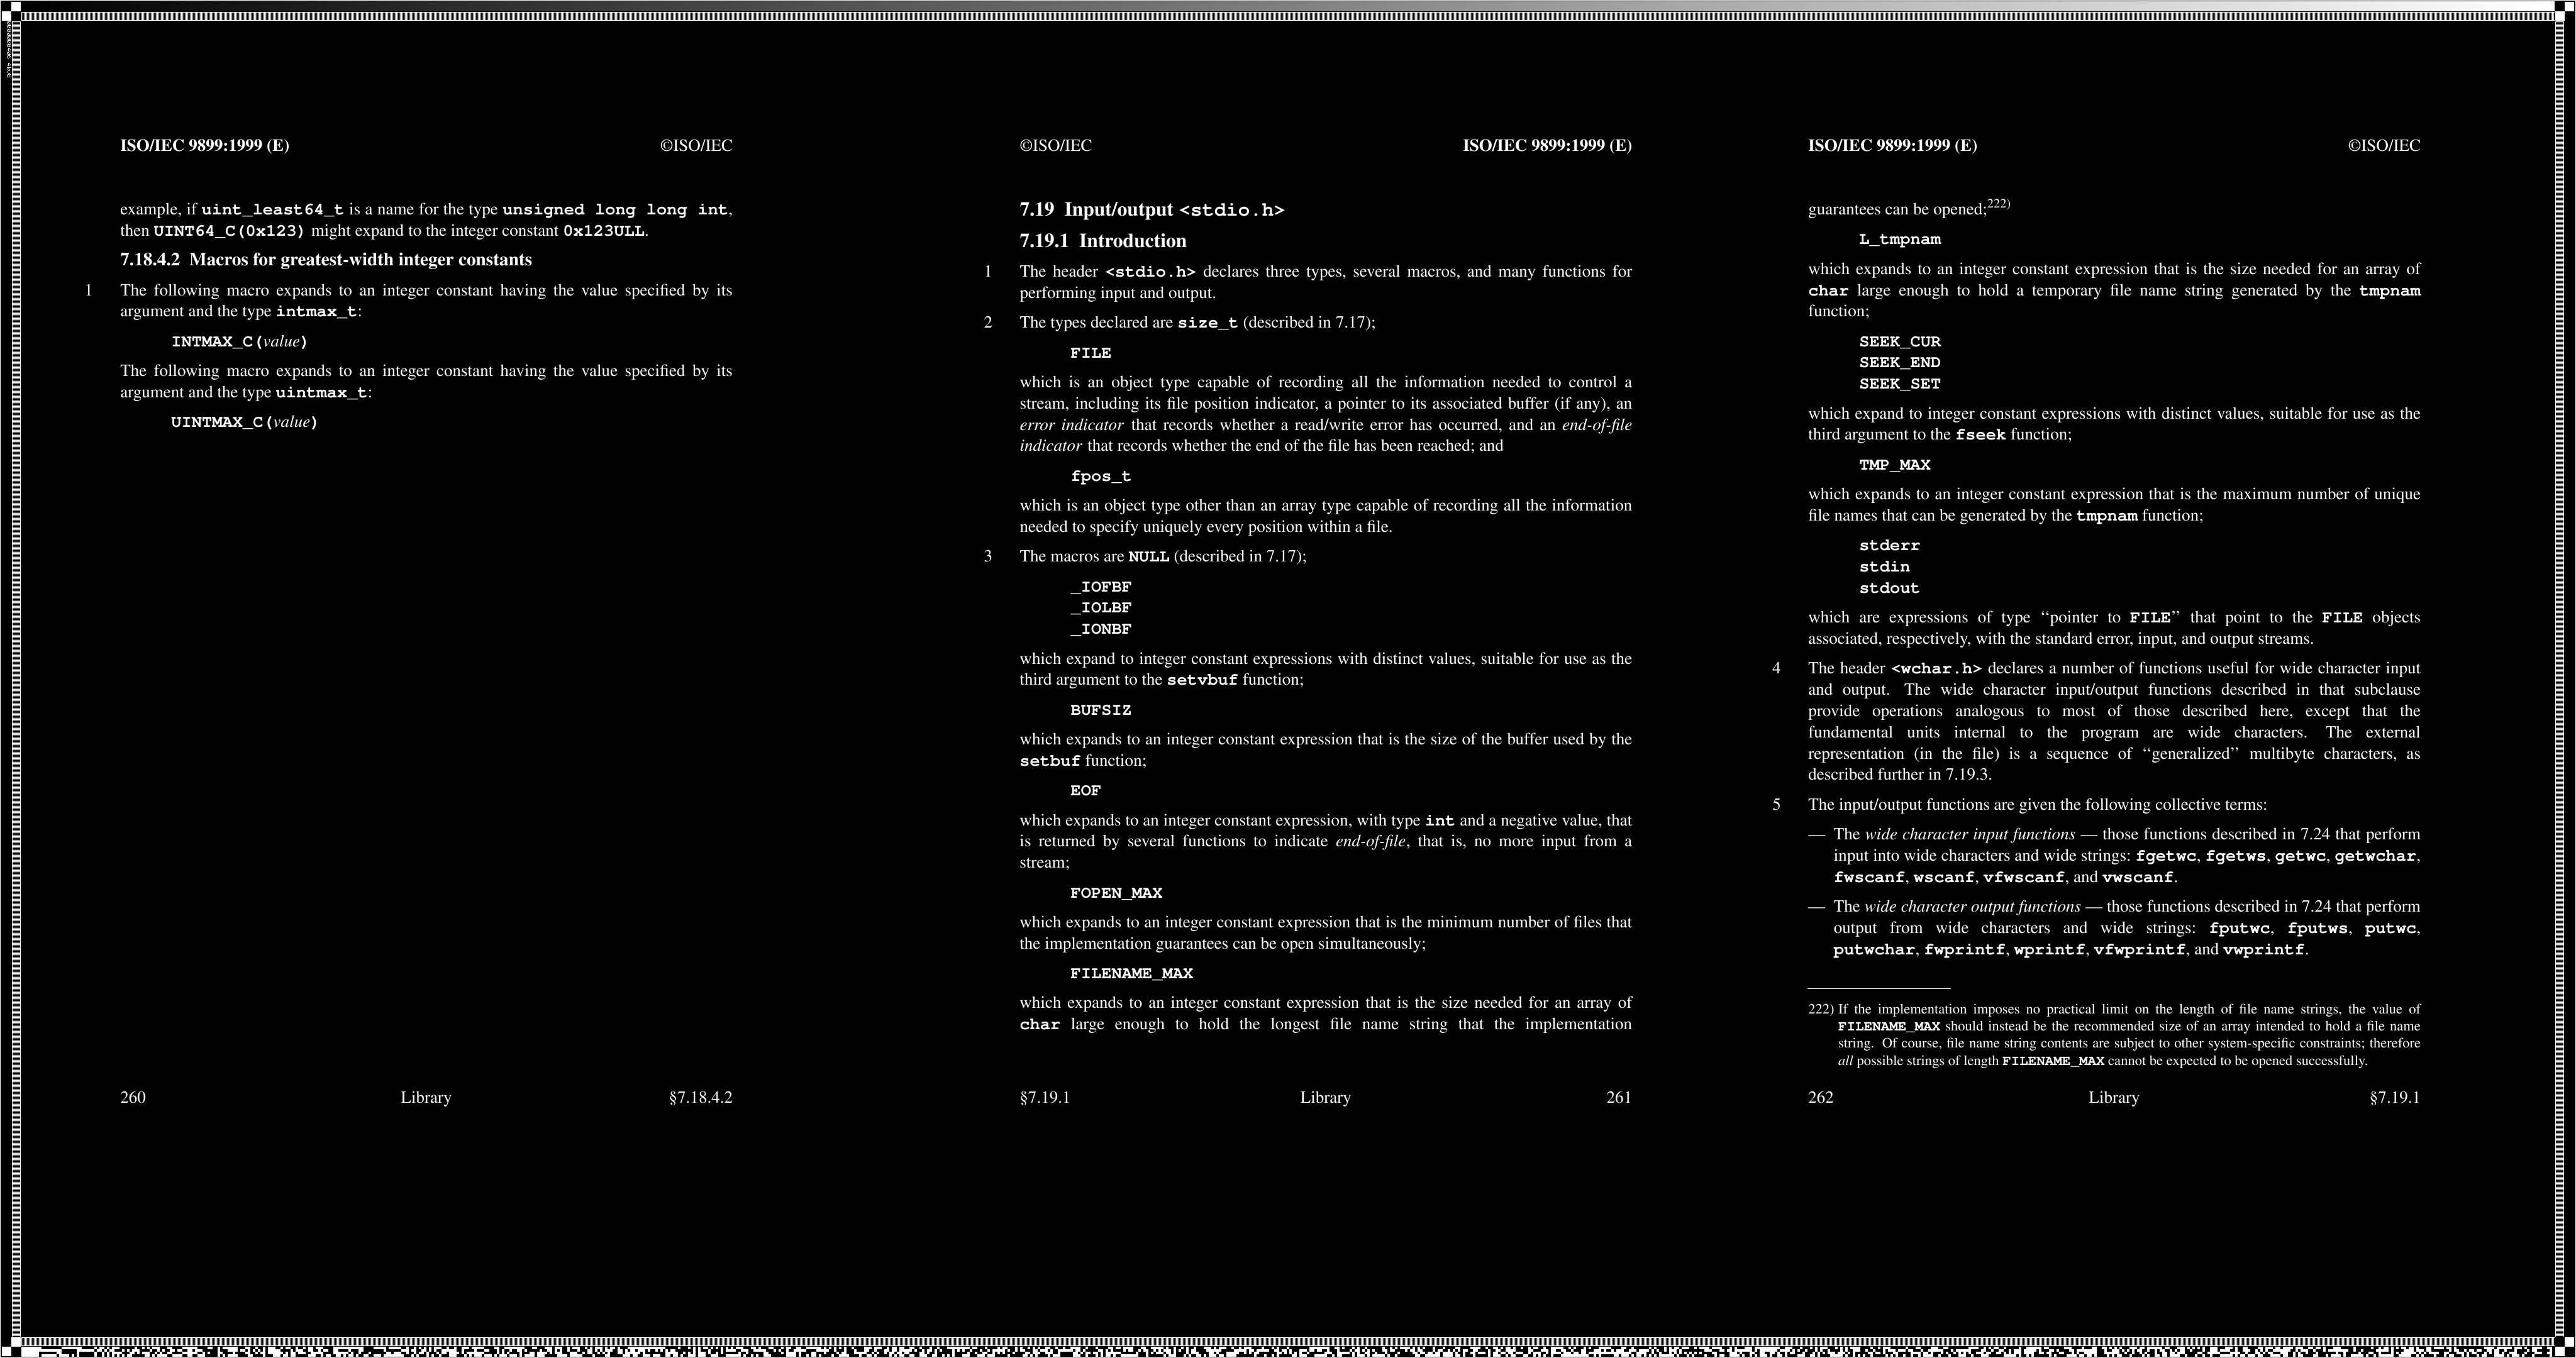 ISO/IEC 9899:1999 (E) ©ISO/IEC
example, if uint_least64_t is a name for the type unsigned long long int,
then UINT64_C(0x123) might expand to the integer constant 0x123ULL.
7.18.4.2 Macros for greatest-width integer constants
1 The following macro expands to an integer constant having the value specified by its
argument and the type intmax_t:
INTMAX_C(value)
The following macro expands to an integer constant having the value specified by its
argument and the type uintmax_t:
UINTMAX_C(value)
260 Library §7.18.4.2
©ISO/IEC ISO/IEC 9899:1999 (E)
7.19 Input/output <stdio.h>
7.19.1 Introduction
1 The header <stdio.h> declares three types, several macros, and many functions for
performing input and output.
2 The types declared are size_t (described in 7.17);
FILE
which is an object type capable of recording all the information needed to control a
stream, including its file position indicator, a pointer to its associated buffer (if any), an
error indicator that records whether a read/write error has occurred, and an end-of-file
indicator that records whether the end of the file has been reached; and
fpos_t
which is an object type other than an array type capable of recording all the information
needed to specify uniquely every position within a file.
3 The macros are NULL (described in 7.17);
_IOFBF
_IOLBF
_IONBF
which expand to integer constant expressions with distinct values, suitable for use as the
third argument to the setvbuf function;
BUFSIZ
which expands to an integer constant expression that is the size of the buffer used by the
setbuf function;
EOF
which expands to an integer constant expression, with type int and a negative value, that
is returned by several functions to indicate end-of-file, that is, no more input from a
stream;
FOPEN_MAX
which expands to an integer constant expression that is the minimum number of files that
the implementation guarantees can be open simultaneously;
FILENAME_MAX
which expands to an integer constant expression that is the size needed for an array of
char large enough to hold the longest file name string that the implementation
§7.19.1 Library 261
ISO/IEC 9899:1999 (E) ©ISO/IEC
guarantees can be opened;222)
L_tmpnam
which expands to an integer constant expression that is the size needed for an array of
char large enough to hold a temporary file name string generated by the tmpnam
function;
SEEK_CUR
SEEK_END
SEEK_SET
which expand to integer constant expressions with distinct values, suitable for use as the
third argument to the fseek function;
TMP_MAX
which expands to an integer constant expression that is the maximum number of unique
file names that can be generated by the tmpnam function;
stderr
stdin
stdout
which are expressions of type ‘‘pointer to FILE’’ that point to the FILE objects
associated, respectively, with the standard error, input, and output streams.
4 The header <wchar.h> declares a number of functions useful for wide character input
and output. The wide character input/output functions described in that subclause
provide operations analogous to most of those described here, except that the
fundamental units internal to the program are wide characters. The external
representation (in the file) is a sequence of ‘‘generalized’’ multibyte characters, as
described further in 7.19.3.
5 The input/output functions are given the following collective terms:
— The wide character input functions — those functions described in 7.24 that perform
input into wide characters and wide strings: fgetwc, fgetws, getwc, getwchar,
fwscanf, wscanf, vfwscanf, and vwscanf.
— The wide character output functions — those functions described in 7.24 that perform
output from wide characters and wide strings: fputwc, fputws, putwc,
putwchar, fwprintf, wprintf, vfwprintf, and vwprintf.
222) If the implementation imposes no practical limit on the length of file name strings, the value of
FILENAME_MAX should instead be the recommended size of an array intended to hold a file name
string. Of course, file name string contents are subject to other system-specific constraints; therefore
all possible strings of length FILENAME_MAX cannot be expected to be opened successfully.
262 Library §7.19.1